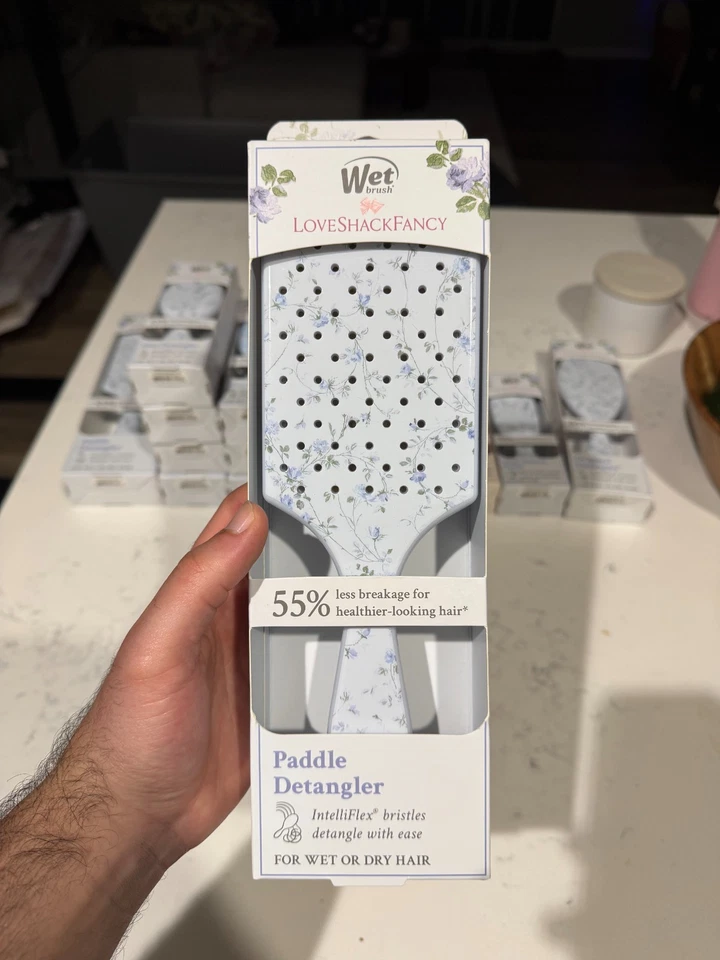 Wet
brush®
LOVESHACKFANCY
55% less breakage for
healthier-looking hair*
Paddle
Detangler
IntelliFlex® bristles
detangle with ease
FOR WET OR DRY HAIR